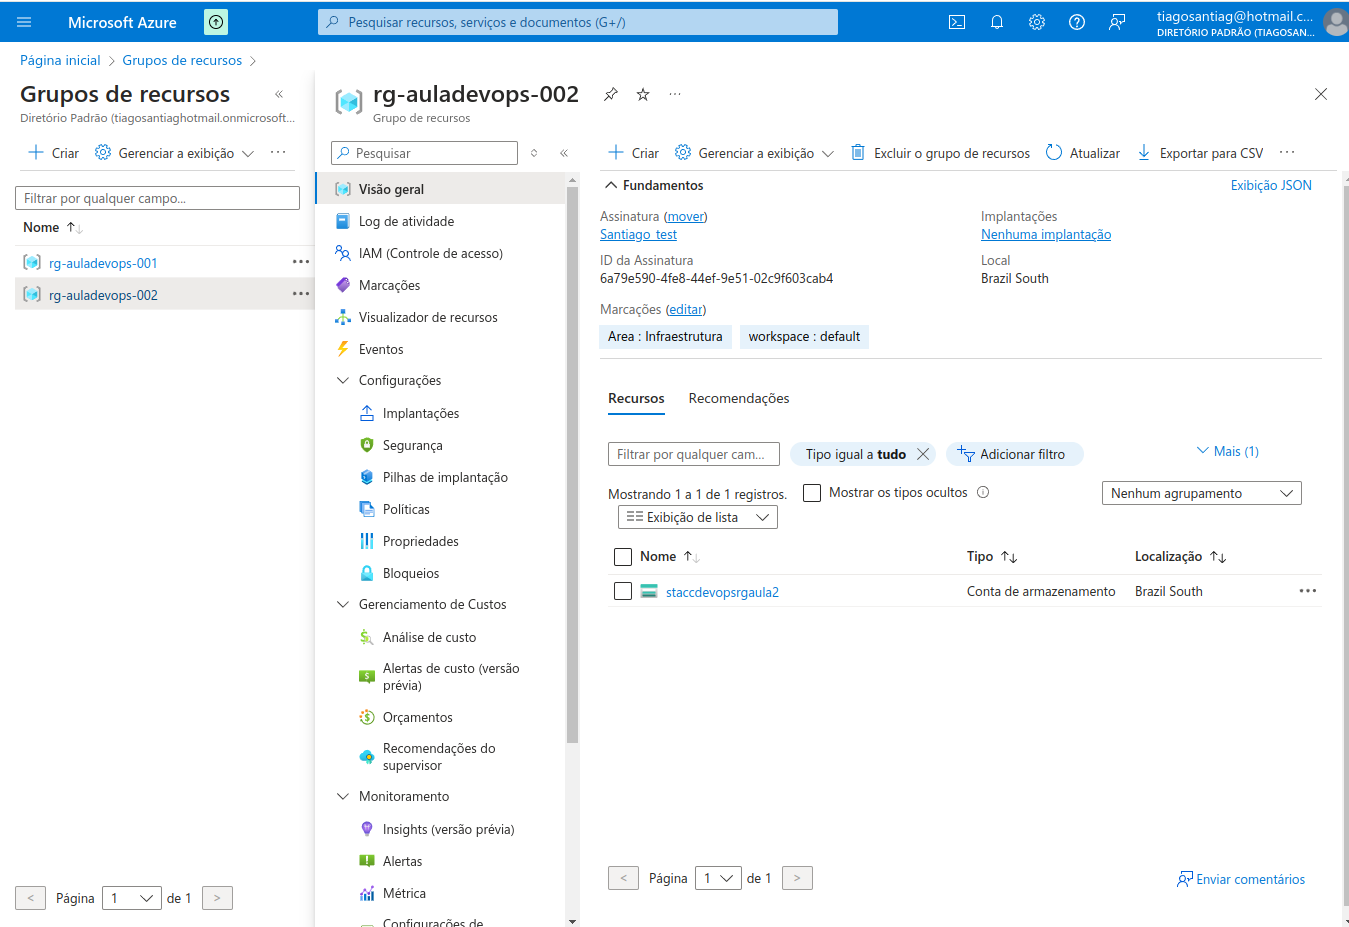 Microsoft Azure
Pesquisar recursos, serviços e documentos (G+/)
tiagosantiag@hotmail.c...
DIRETÓRIO PADRÃO (TIAGOSAN...
Página inicial > Grupos de recursos >
Grupos de recursos «
Diretório Padrão (tiagosantiaghotmail.onmicrosoft...
Criar Gerenciar a exibição ...
Filtrar por qualquer campo...
Nome
rg-auladevops-001 ...
rg-auladevops-002 ...
< Página 1 de 1 >
rg-auladevops-002 ...
Grupo de recursos
Pesquisar «
Visão geral
Log de atividade
IAM (Controle de acesso)
Marcações
Visualizador de recursos
Eventos
Configurações
Implantações
Segurança
Pilhas de implantação
Políticas
Propriedades
Bloqueios
Gerenciamento de Custos
Análise de custo
Alertas de custo (versão
prévia)
Orçamentos
Recomendações do
supervisor
Monitoramento
Insights (versão prévia)
Alertas
Métrica
Configurações de
Criar Gerenciar a exibição Excluir o grupo de recursos Atualizar Exportar para CSV ...
Fundamentos Exibição JSON
Assinatura (mover)
Santiago_test
ID da Assinatura
6a79e590-4fe8-44ef-9e51-02c9f603cab4
Implantações
Nenhuma implantação
Local
Brazil South
Marcações (editar)
Area : Infraestrutura workspace : default
Recursos Recomendações
Filtrar por qualquer cam... Tipo igual a tudo Adicionar filtro Mais (1)
Mostrando 1 a 1 de 1 registros. Mostrar os tipos ocultos Nenhum agrupamento
Exibição de lista
Nome Tipo Localização
staccdevopsrgaula2 Conta de armazenamento Brazil South ...
< Página 1 de 1 >
Enviar comentários